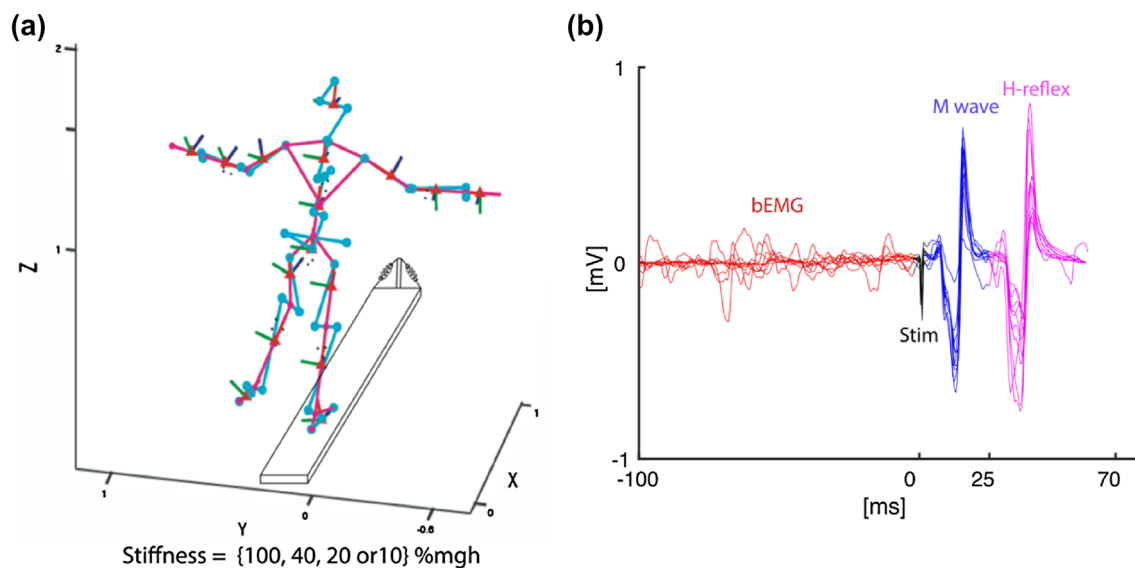 (a)
2
Z
1
1
X
1
0
Y
0
-0.6
Stiffness = {100, 40, 20 or10} %mgh
(b)
1
H-reflex
M wave
bEMG
0
[mV]
Stim
-1
-100
0
25
70
[ms]